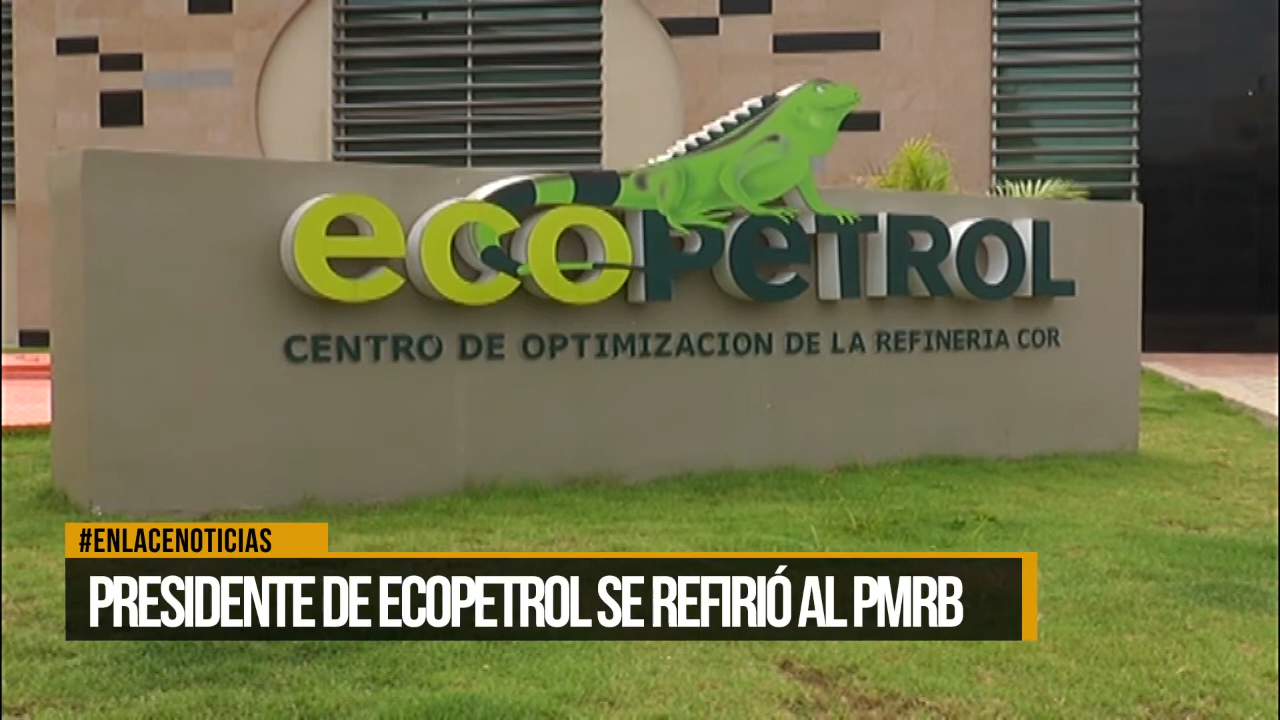 ecoPETROL
CENTRO DE OPTIMIZACION DE LA REFINERIA COR
#ENLACENOTICIAS
PRESIDENTE DE ECOPETROL SE REFIRIÓ AL PMRB